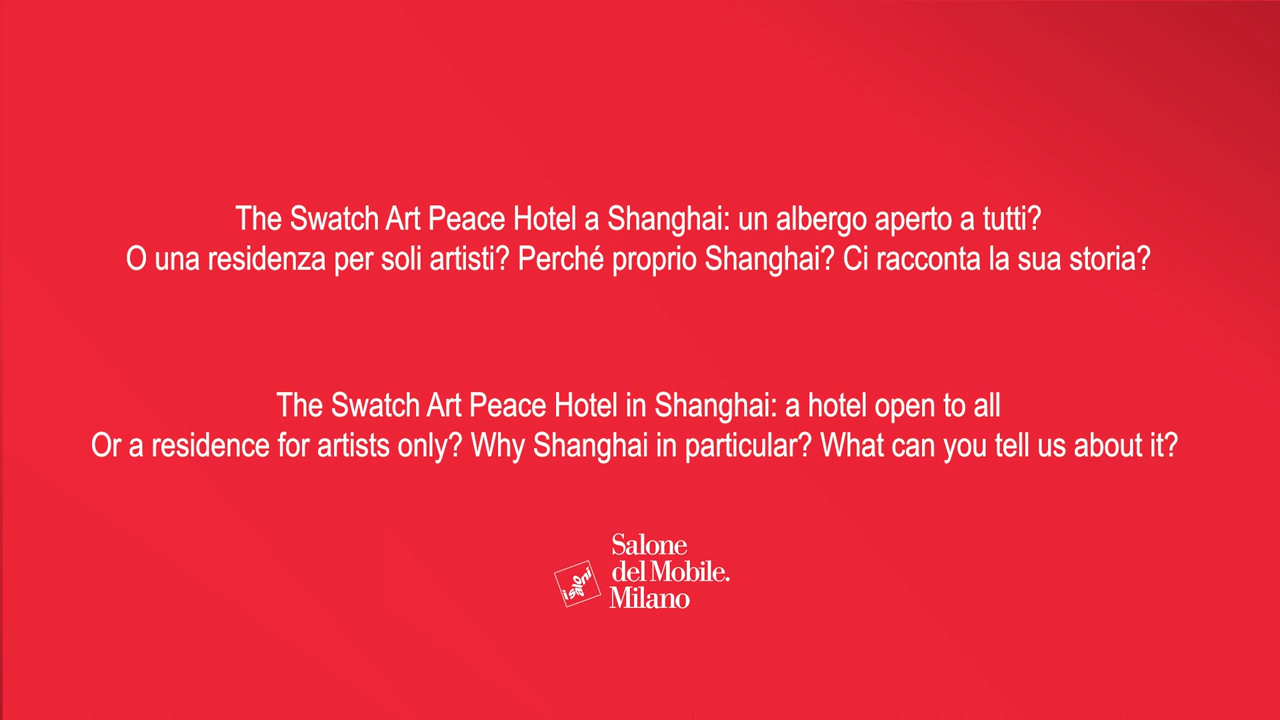 The Swatch Art Peace Hotel a Shanghai: un albergo aperto a tutti?
O una residenza per soli artisti? Perché proprio Shanghai? Ci racconta la sua storia?
The Swatch Art Peace Hotel in Shanghai: a hotel open to all
Or a residence for artists only? Why Shanghai in particular? What can you tell us about it?
Salone
del Mobile.
Milano
i saloni